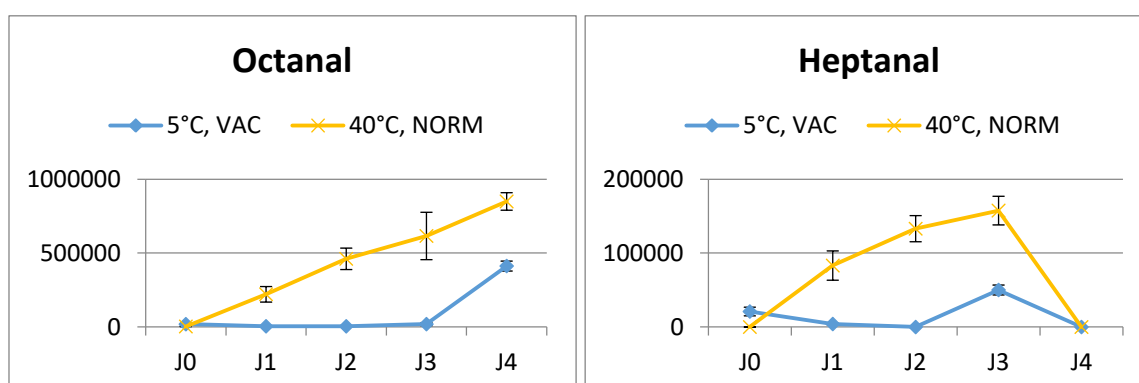 Octanal
5°C, VAC 40°C, NORM
1000000
500000
0
J0 J1 J2 J3 J4
Heptanal
5°C, VAC 40°C, NORM
200000
100000
0
J0 J1 J2 J3 J4